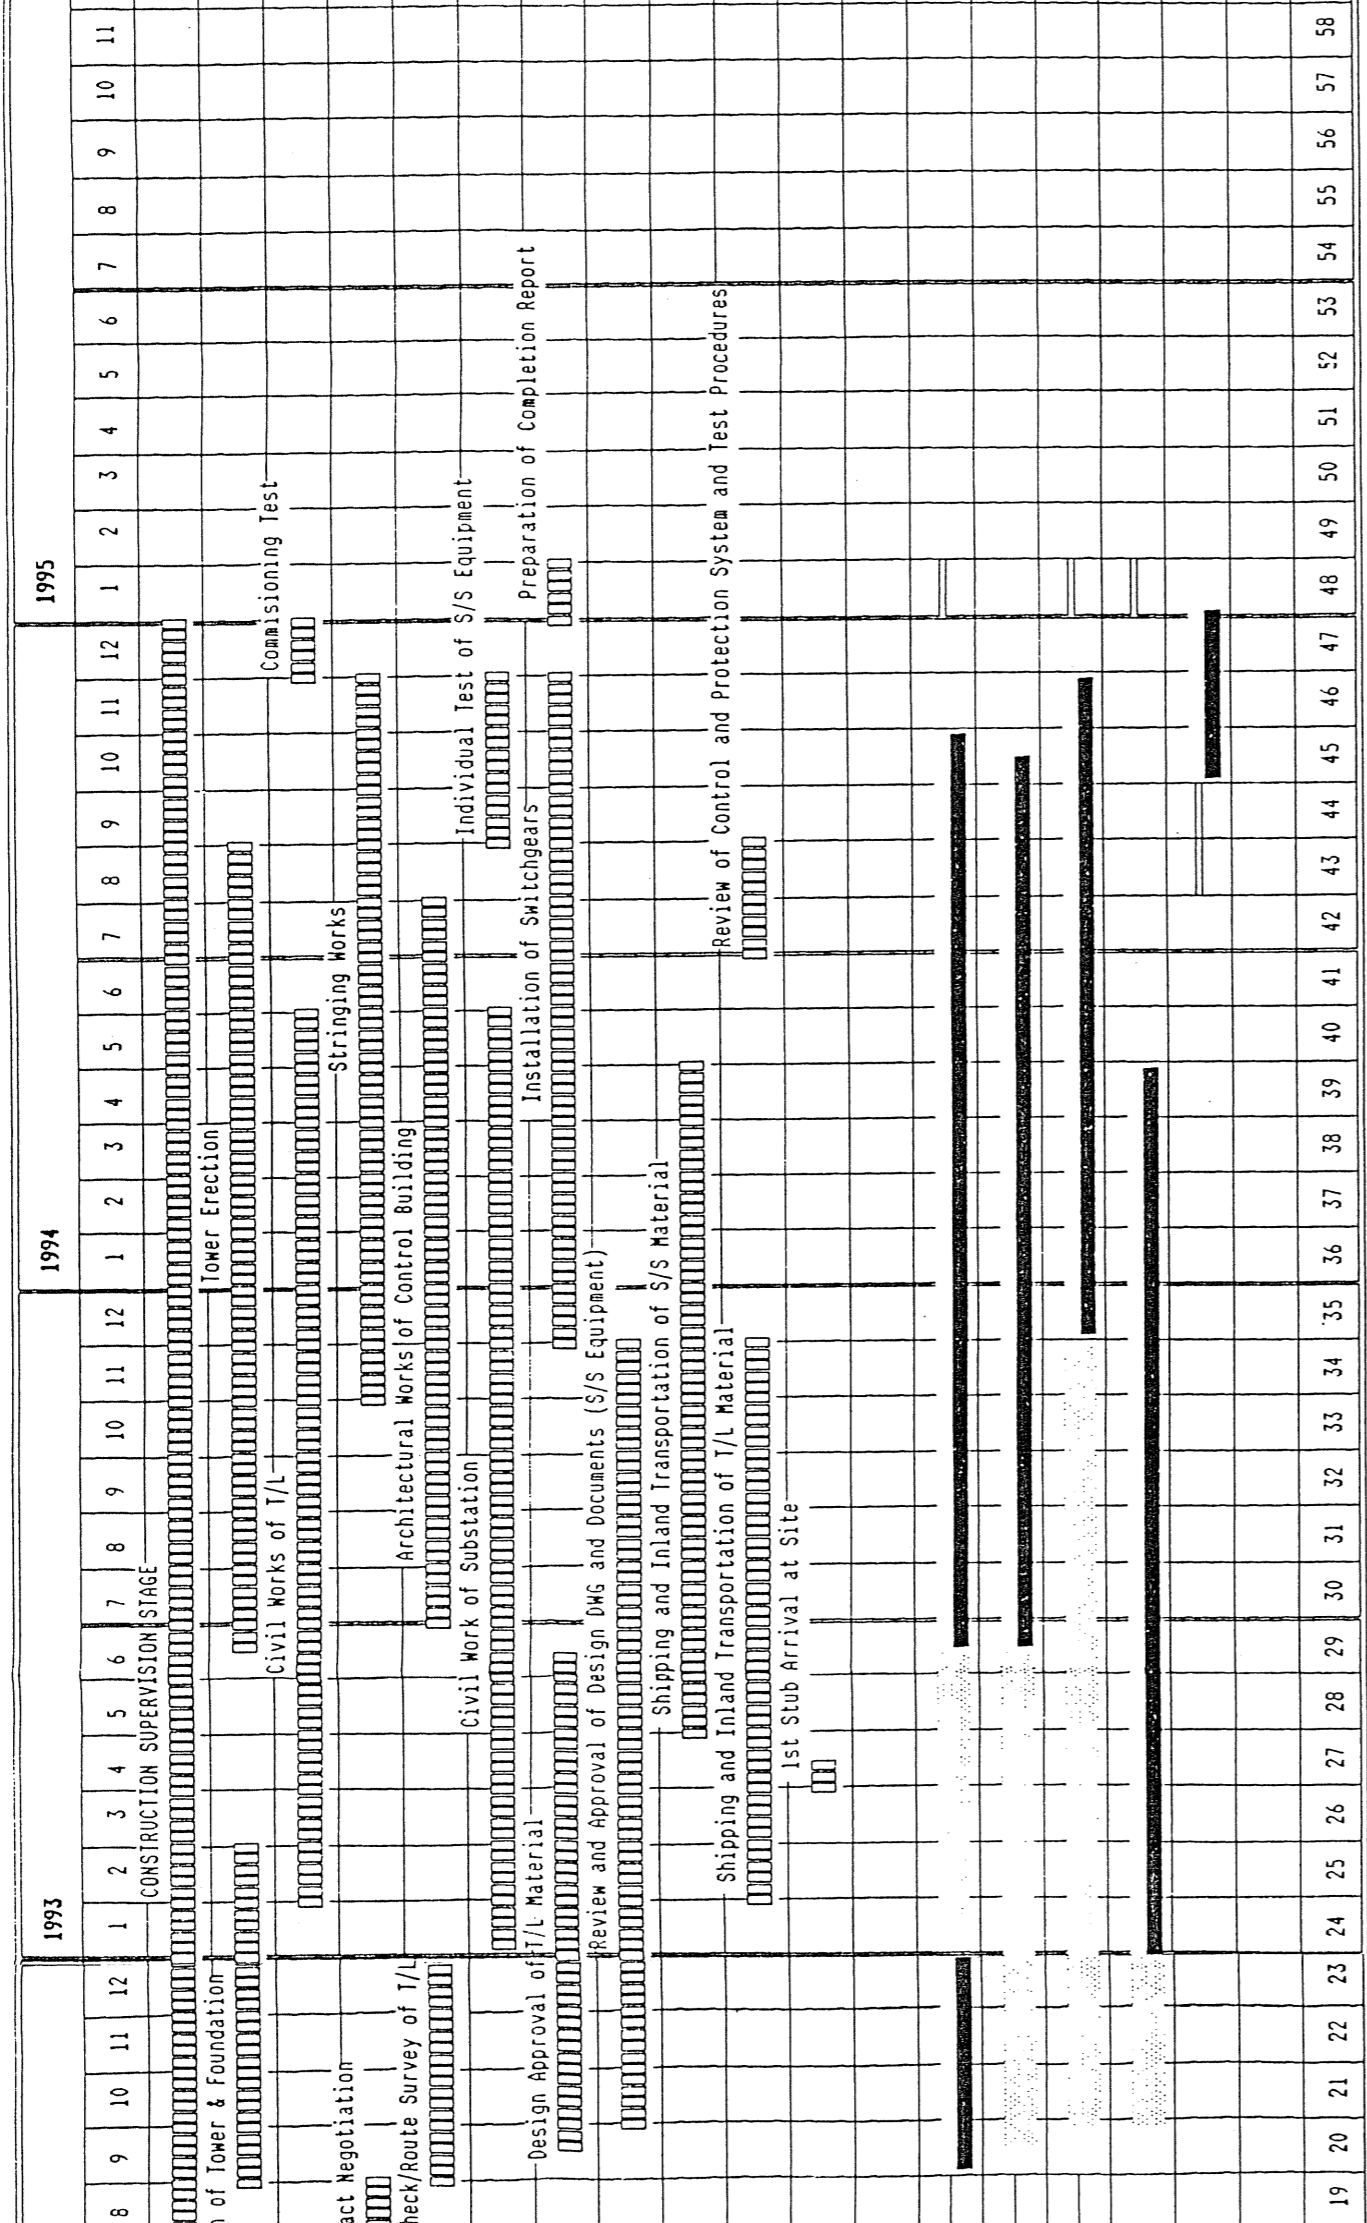 1993 1994 1995
8 9 10 11 12 1 2 3 4 5 6 7 8 9 10 11 12 1 2 3 4 5 6 7 8 9 10 11 12 1 2 3 4 5 6 7 8 9 10 11
CONSTRUCTION SUPERVISION STAGE
of Tower & Foundation
Tower Erection
Civil Works of T/L
Commisioning Test
act Negotiation
Stringing Works
heck/Route Survey of T/L
Architectural Works of Control Building
Civil Work of Substation
Individual Test of S/S Equipment
Design Approval of T/L Material
Installation of Switchgears
Preparation of Completion Report
Review and Approval of Design DWG and Documents (S/S Equipment)
Shipping and Inland Transportation of S/S Material
Shipping and Inland Transportation of T/L Material
Review of Control and Protection System and Test Procedures
1st Stub Arrival at Site
19 20 21 22 23 24 25 26 27 28 29 30 31 32 33 34 35 36 37 38 39 40 41 42 43 44 45 46 47 48 49 50 51 52 53 54 55 56 57 58